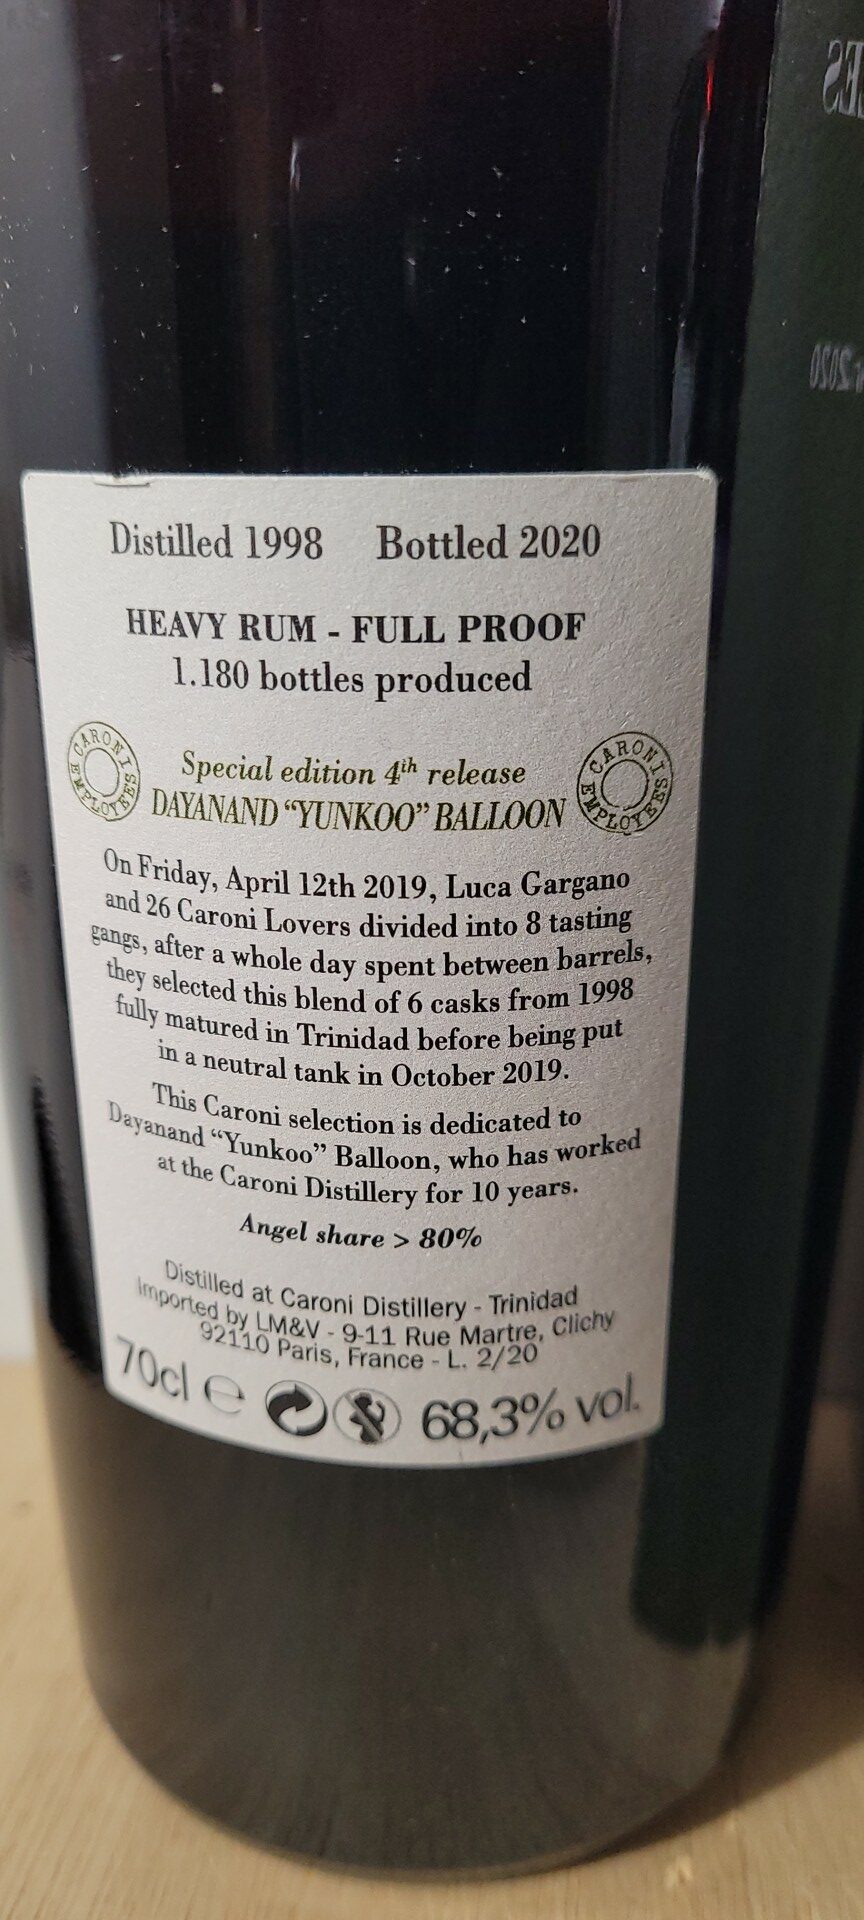 Distilled 1998 Bottled 2020
HEAVY RUM - FULL PROOF
1.180 bottles produced
CARONI EMPLOYEES
Special edition 4th release
DAYANAND “YUNKOO” BALLOON
CARONI EMPLOYEES
On Friday, April 12th 2019, Luca Gargano
and 26 Caroni Lovers divided into 8 tasting
gangs, after a whole day spent between barrels,
they selected this blend of 6 casks from 1998
fully matured in Trinidad before being put
in a neutral tank in October 2019.
This Caroni selection is dedicated to
Dayanand “Yunkoo” Balloon, who has worked
at the Caroni Distillery for 10 years.
Angel share > 80%
Distilled at Caroni Distillery - Trinidad
Imported by LM&V - 9-11 Rue Martre, Clichy
92110 Paris, France - L. 2/20
70cl e 68,3% vol.
2020